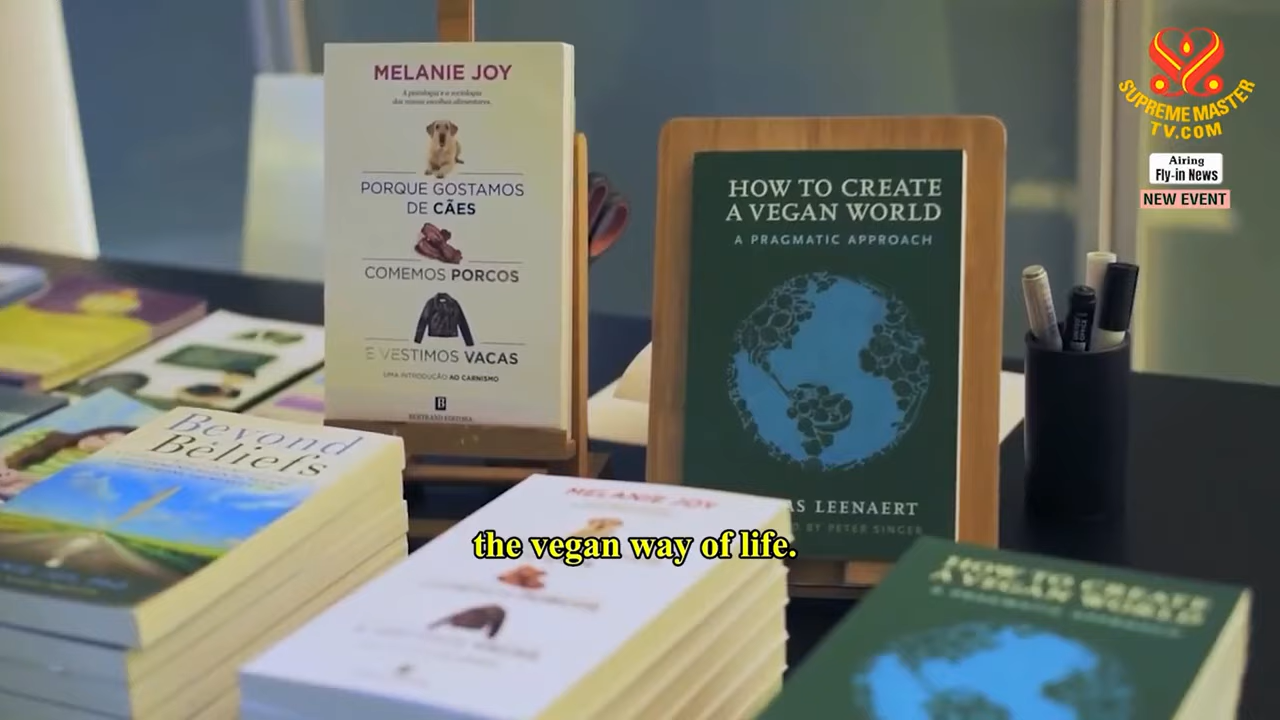 MELANIE JOY
A psicologia e a sociologia
das nossas escolhas alimentares.
PORQUE GOSTAMOS
DE CÃES
COMEMOS PORCOS
E VESTIMOS VACAS
UMA INTRODUÇÃO AO CARNISMO
B
BERTRAND EDITORA
HOW TO CREATE
A VEGAN WORLD
A PRAGMATIC APPROACH
AS LEENAERT
BY PETER SINGER
SUPREME MASTER
TV.COM
Airing
Fly-in News
NEW EVENT
Beyond
Beliefs
MELANIE JOY
the vegan way of life.
HOW TO CREATE
A VEGAN WORLD
A PRAGMATIC APPROACH